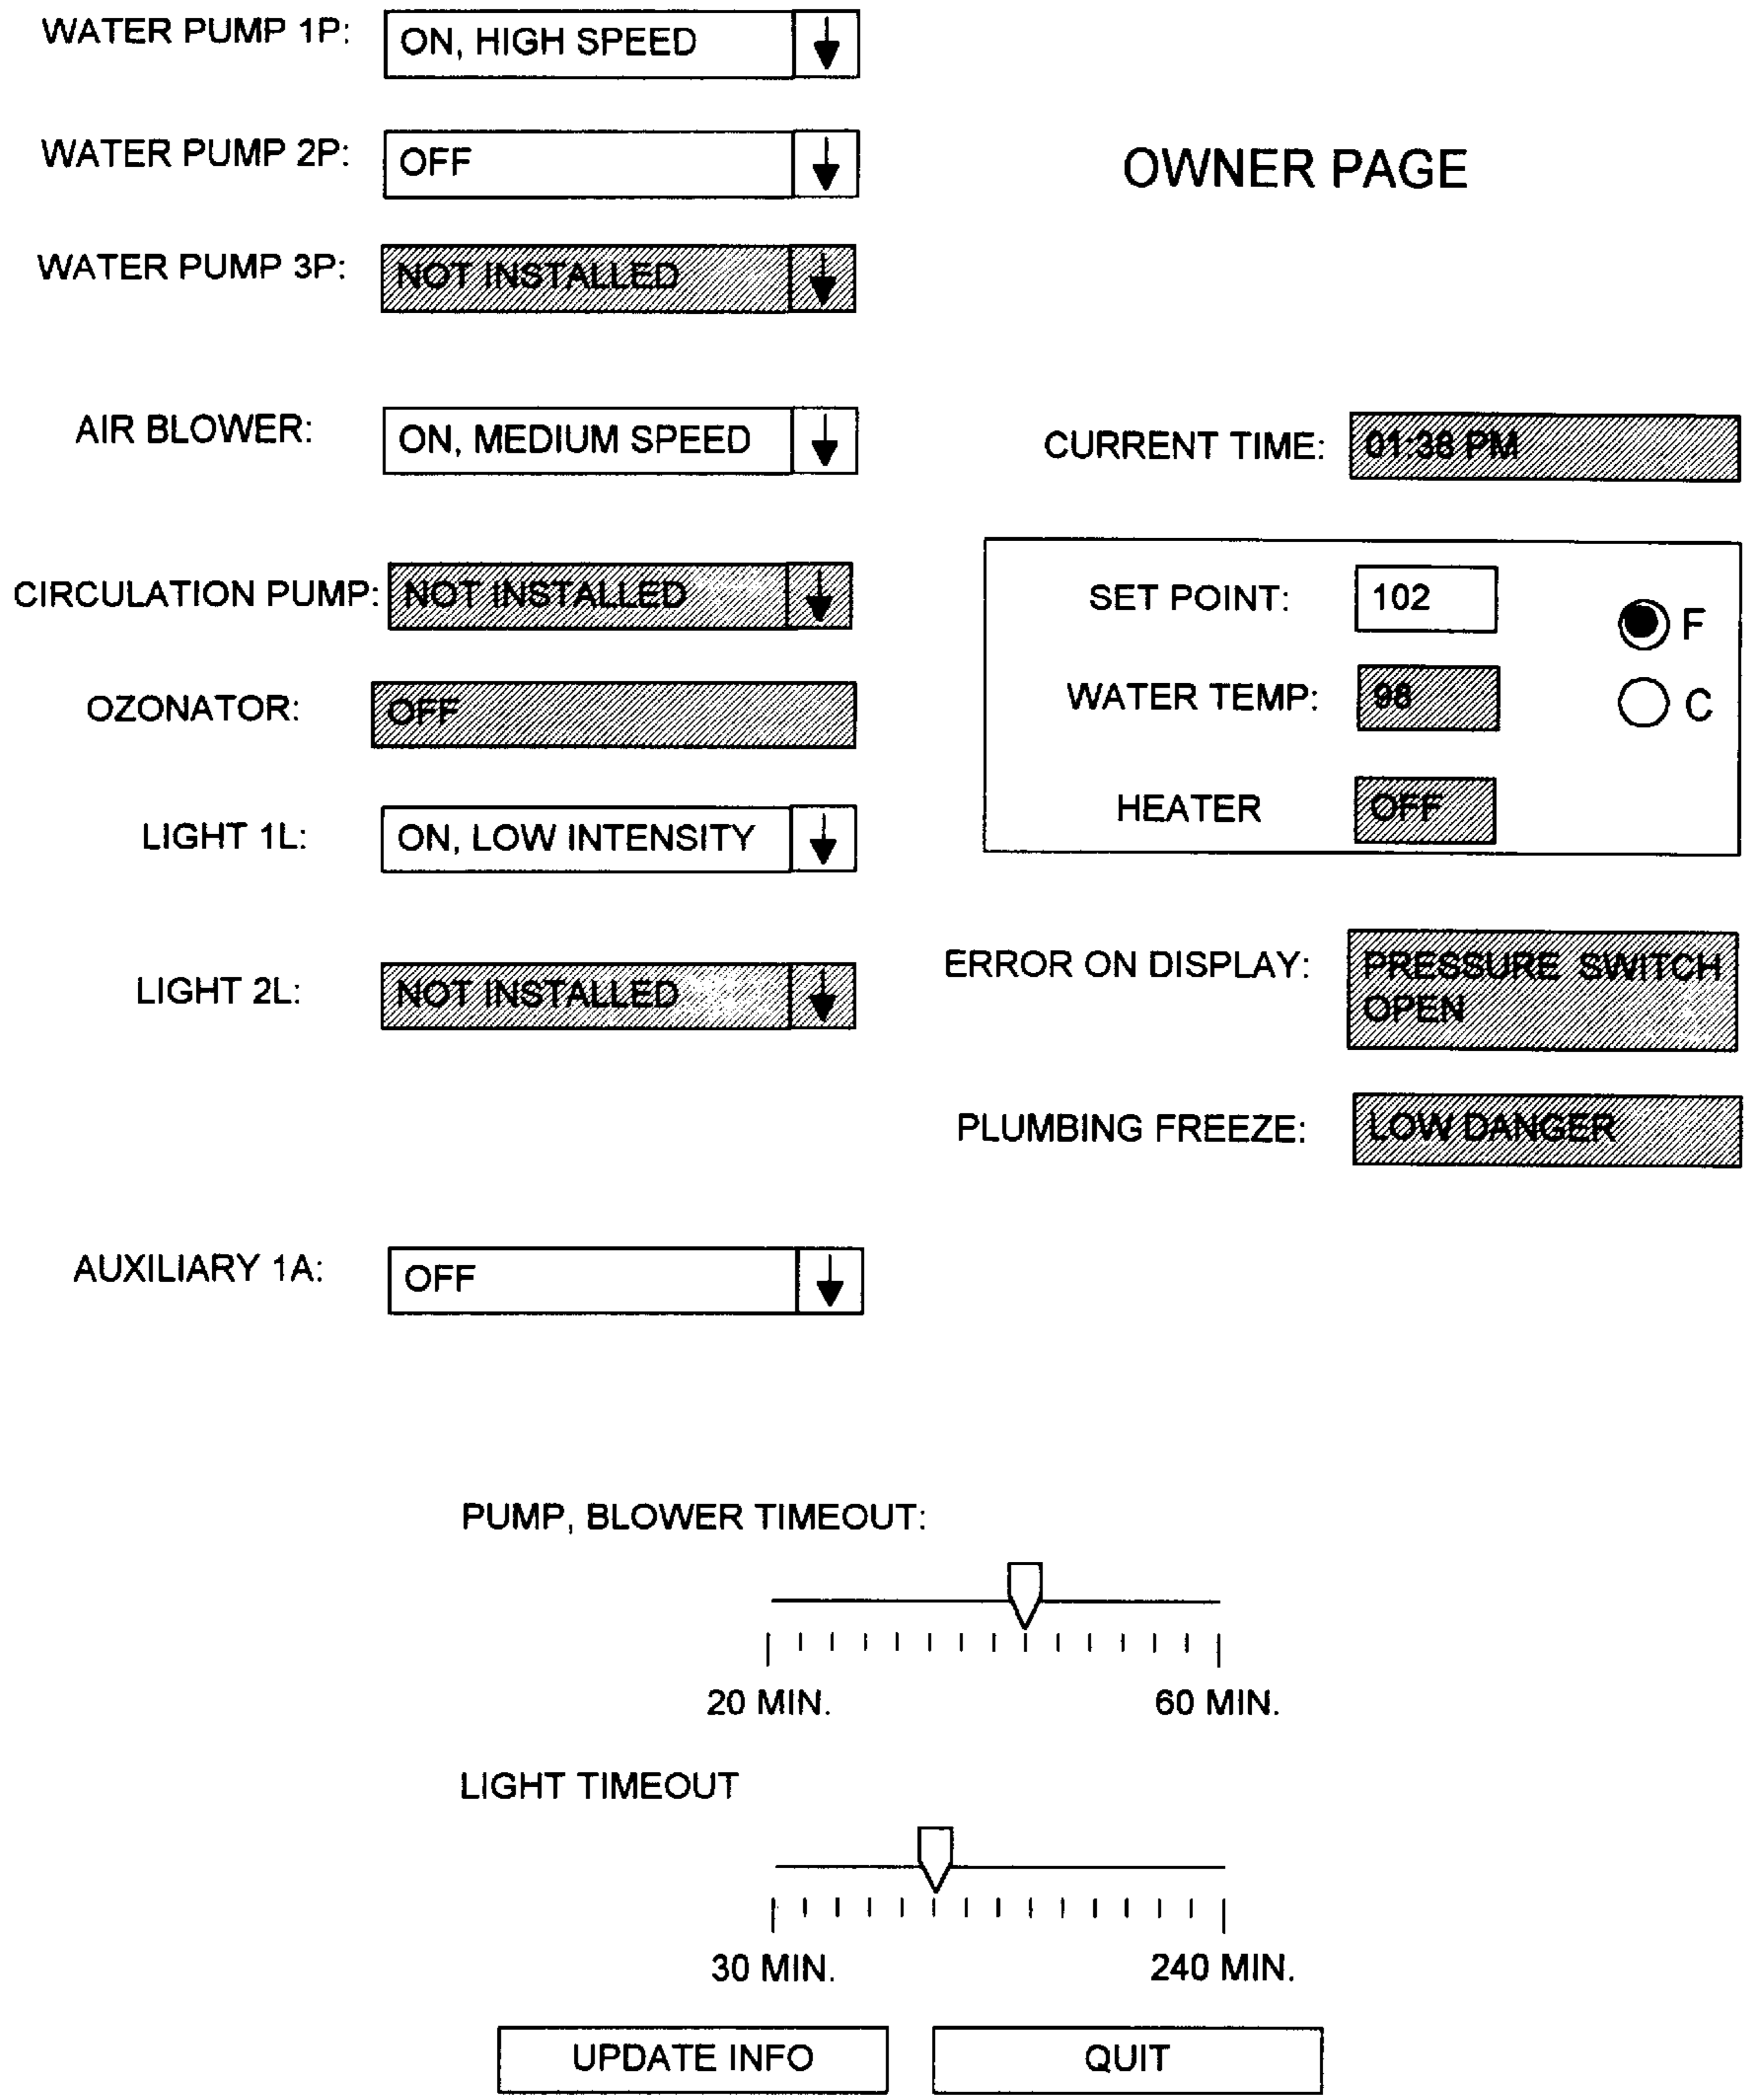 WATER PUMP 1P: ON, HIGH SPEED
WATER PUMP 2P: OFF
OWNER PAGE
WATER PUMP 3P: NOT INSTALLED
AIR BLOWER: ON, MEDIUM SPEED
CURRENT TIME: 01:38 PM
CIRCULATION PUMP: NOT INSTALLED
SET POINT: 102
F
OZONATOR: OFF
WATER TEMP: 98
C
LIGHT 1L: ON, LOW INTENSITY
HEATER OFF
LIGHT 2L: NOT INSTALLED
ERROR ON DISPLAY: PRESSURE SWITCH
OPEN
PLUMBING FREEZE: LOW DANGER
AUXILIARY 1A: OFF
PUMP, BLOWER TIMEOUT:
20 MIN. 60 MIN.
LIGHT TIMEOUT
30 MIN. 240 MIN.
UPDATE INFO QUIT